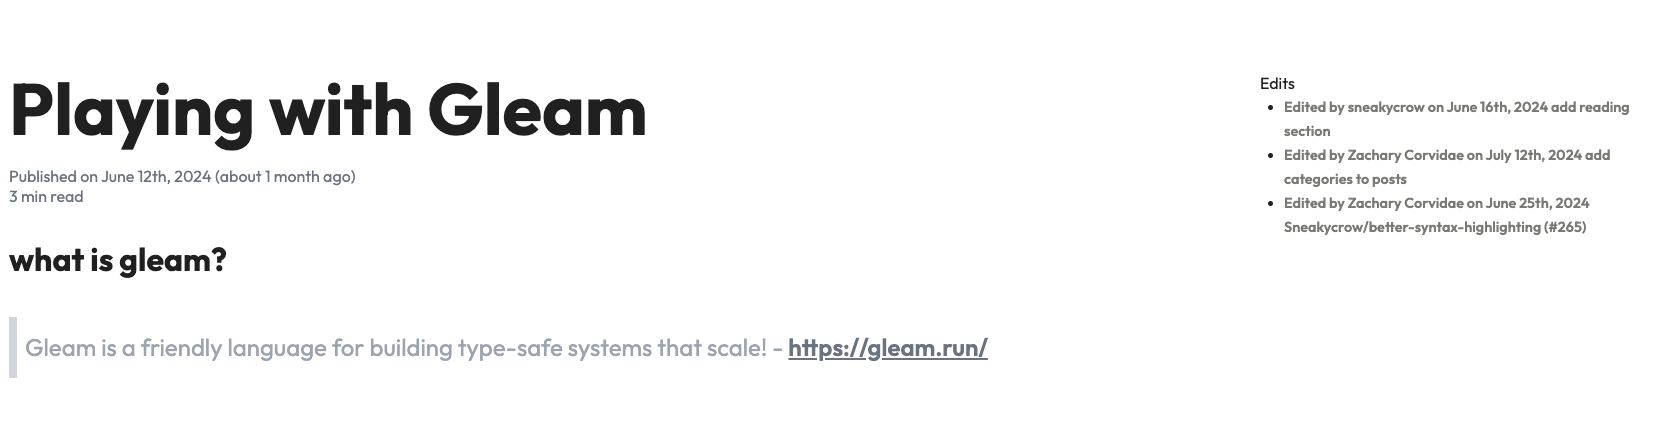 Playing with Gleam
Published on June 12th, 2024 (about 1 month ago)
3 min read
what is gleam?
Gleam is a friendly language for building type-safe systems that scale! - https://gleam.run/
Edits
Edited by sneakycrow on June 16th, 2024 add reading
section
Edited by Zachary Corvidae on July 12th, 2024 add
categories to posts
Edited by Zachary Corvidae on June 25th, 2024
Sneakycrow/better-syntax-highlighting (#265)